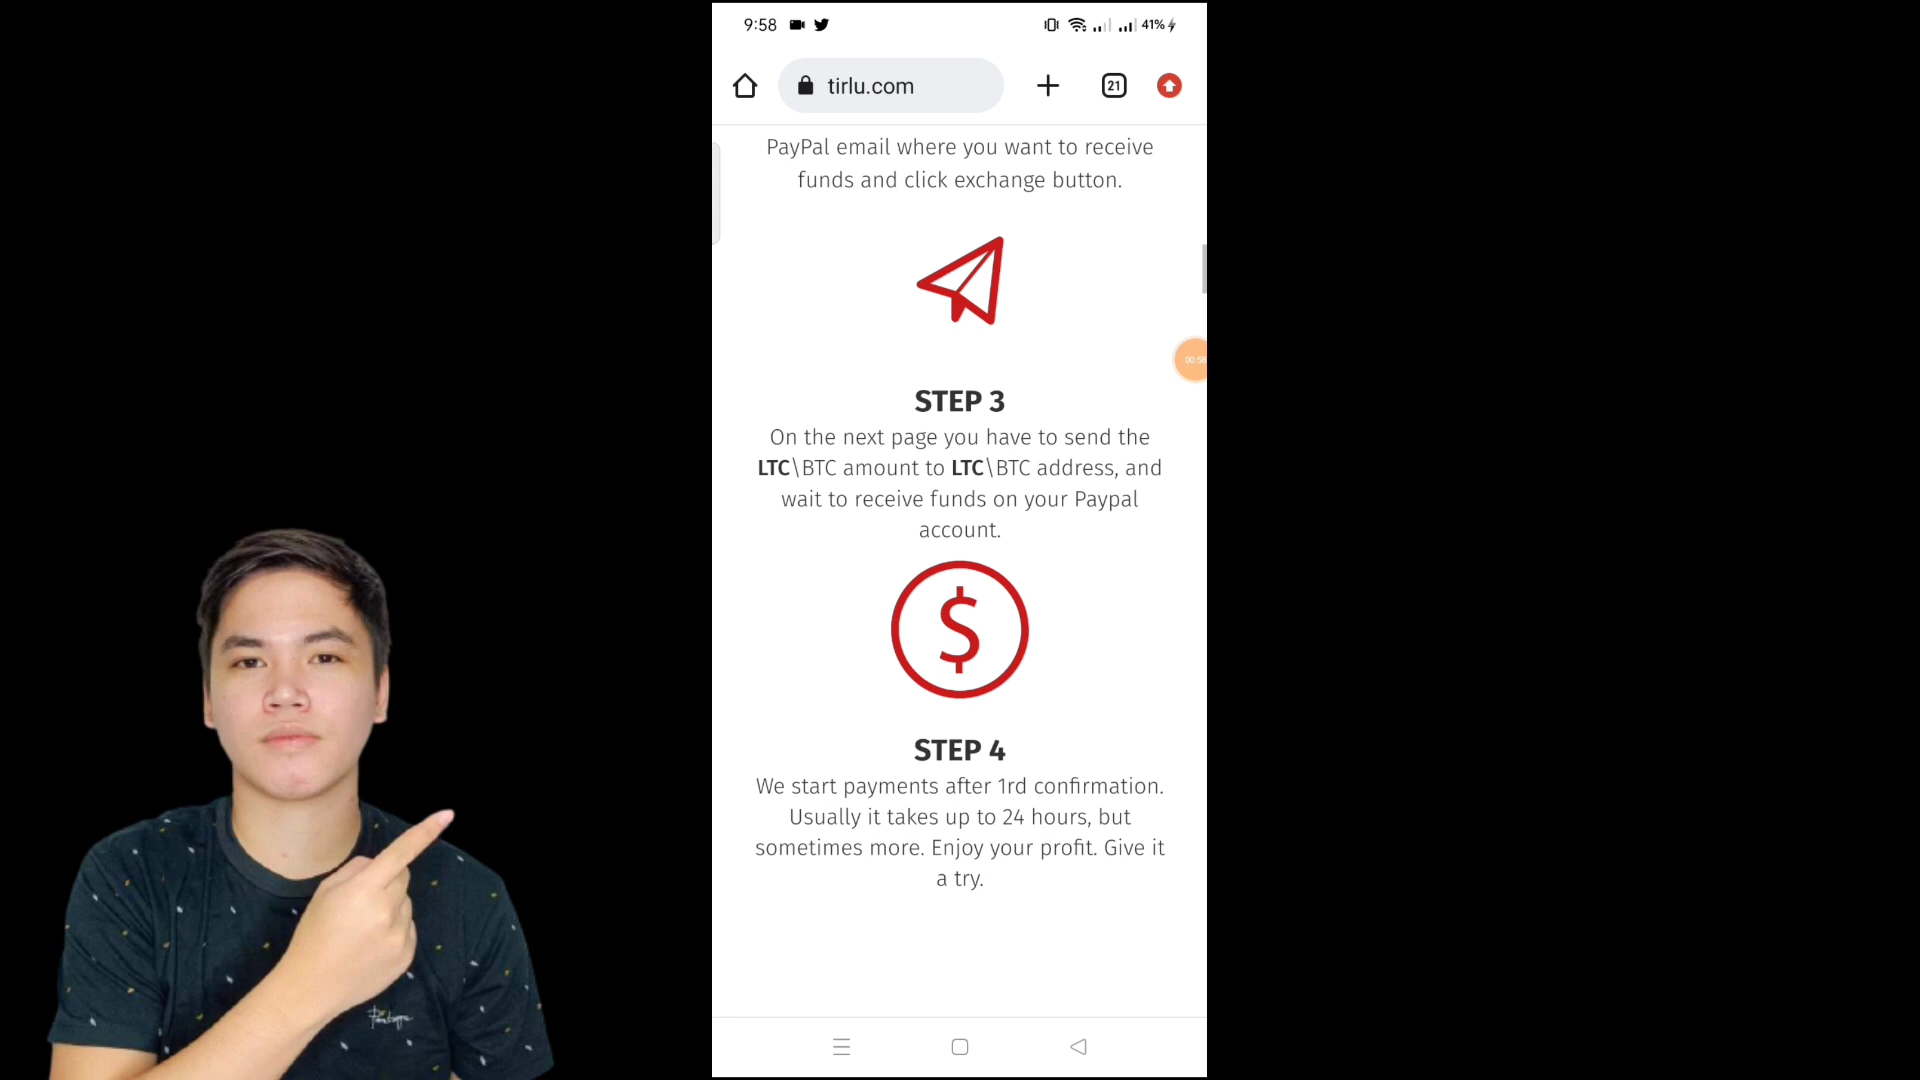 9:58
41%
tirlu.com
21
PayPal email where you want to receive
funds and click exchange button.
00:58
STEP 3
On the next page you have to send the
LTC\BTC amount to LTC\BTC address, and
wait to receive funds on your Paypal
account.
$
STEP 4
We start payments after 1rd confirmation.
Usually it takes up to 24 hours, but
sometimes more. Enjoy your profit. Give it
a try.